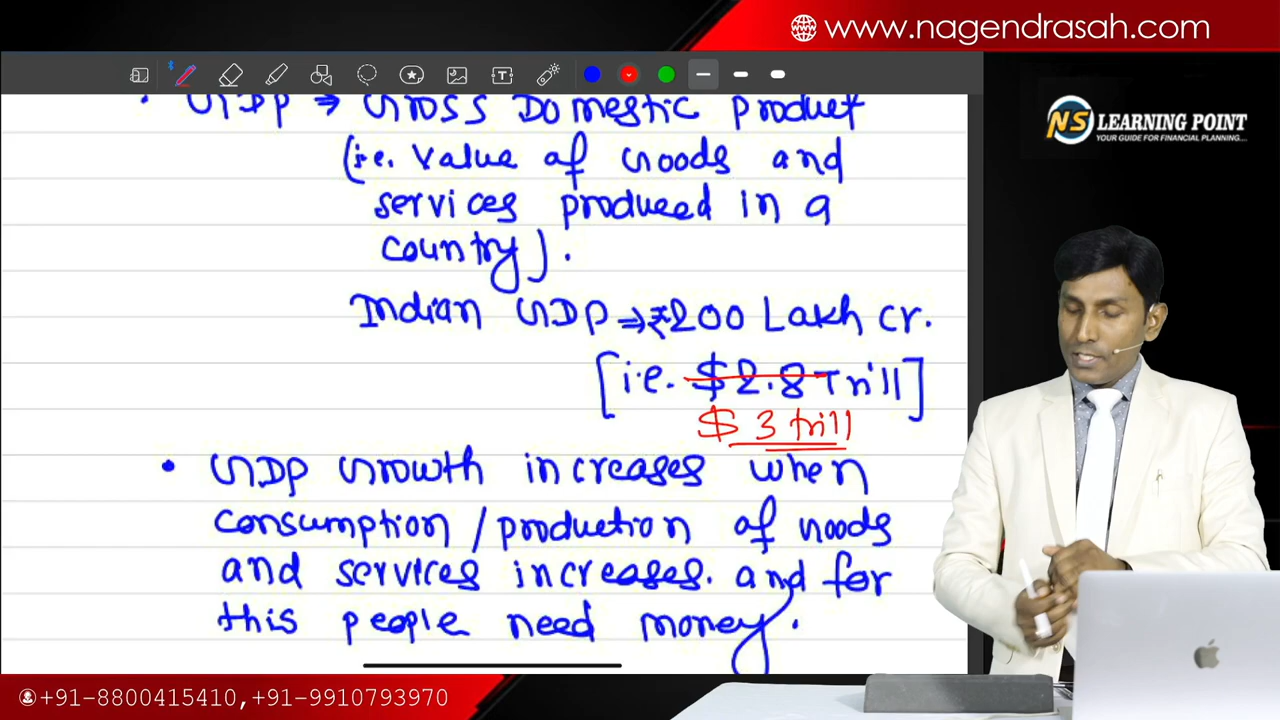 www.nagendrasah.com
NS LEARNING POINT
YOUR GUIDE FOR FINANCIAL PLANNING....
• GDP ⇒ Gross Domestic product
(i.e. value of Goods and
services produced in a
country).
Indian GDP ⇒ ₹200 Lakh cr.
[i.e. $2.8 Trill]
$ 3 trill
• GDP Growth increases when
consumption/production of Goods
and services increases. and for
this people need money.
+91-8800415410,+91-9910793970